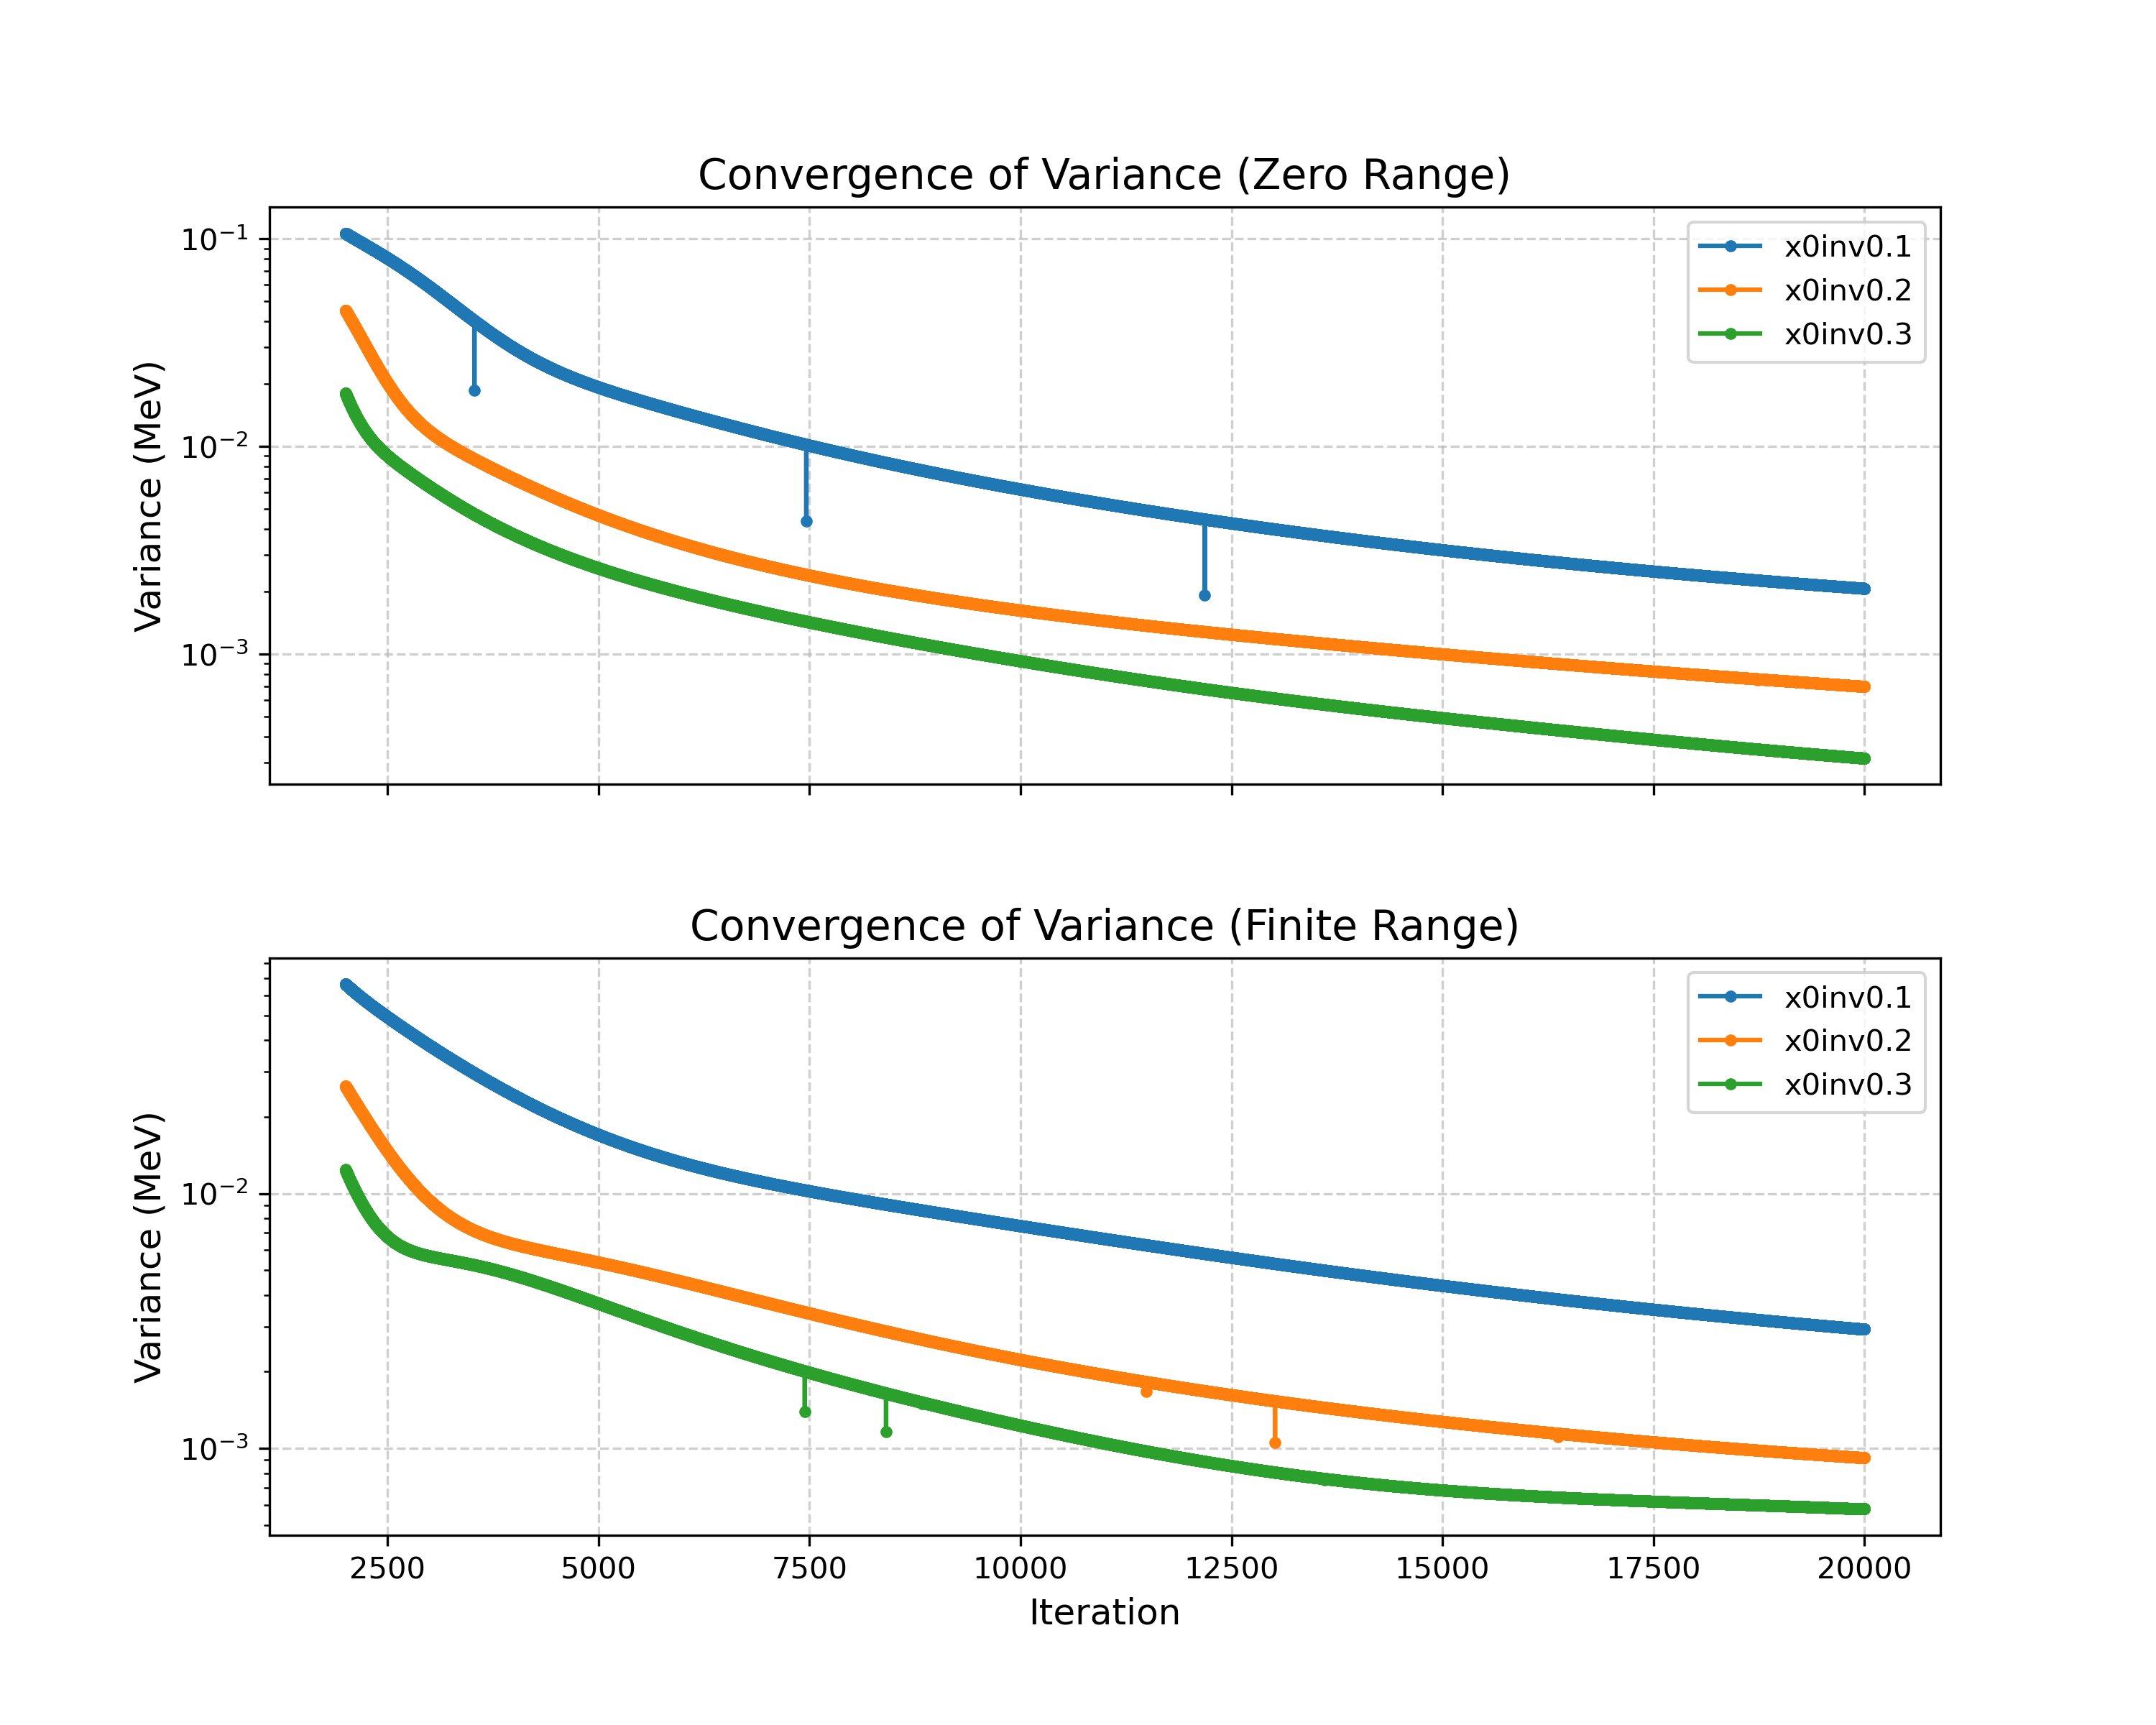 Convergence of Variance (Zero Range)
Variance (MeV)
10⁻¹
10⁻²
10⁻³
x0inv0.1
x0inv0.2
x0inv0.3
Convergence of Variance (Finite Range)
Variance (MeV)
10⁻²
10⁻³
x0inv0.1
x0inv0.2
x0inv0.3
2500 5000 7500 10000 12500 15000 17500 20000
Iteration